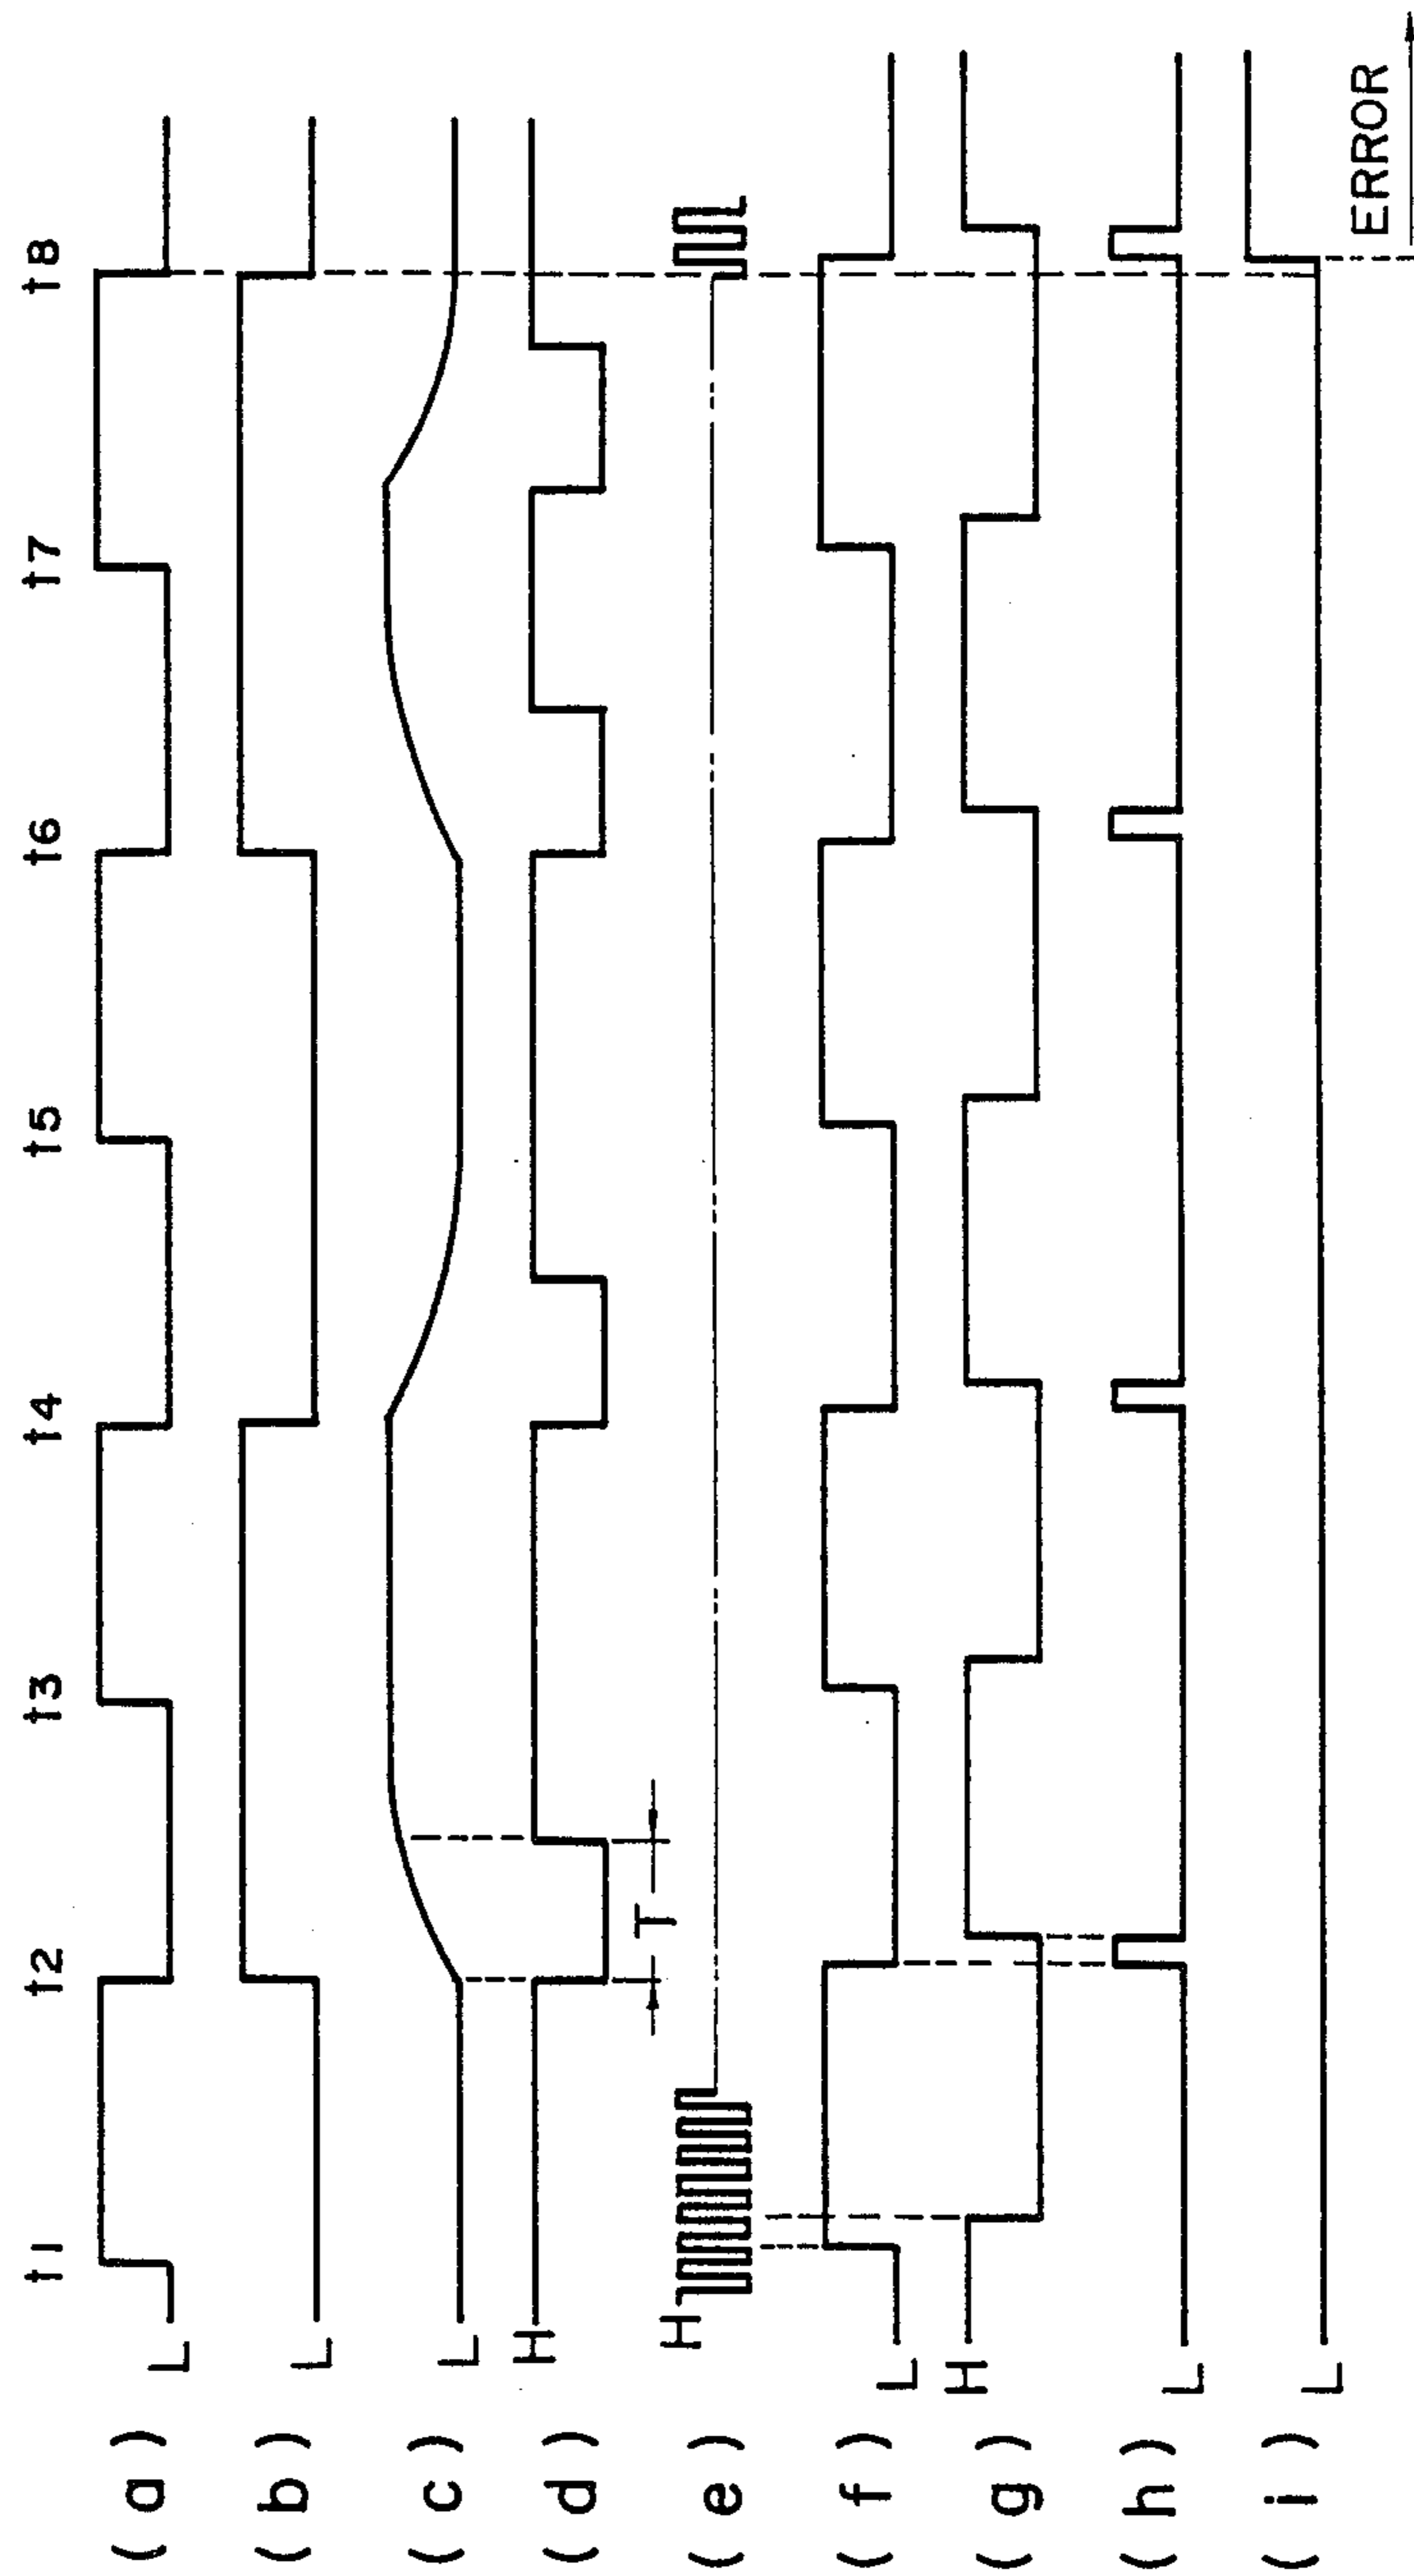 t1 t2 t3 t4 t5 t6 t7 t8
(a) L
(b) L
(c) L
(d) H
T
(e) H
(f) L
(g) H
(h) L
(i) L
ERROR